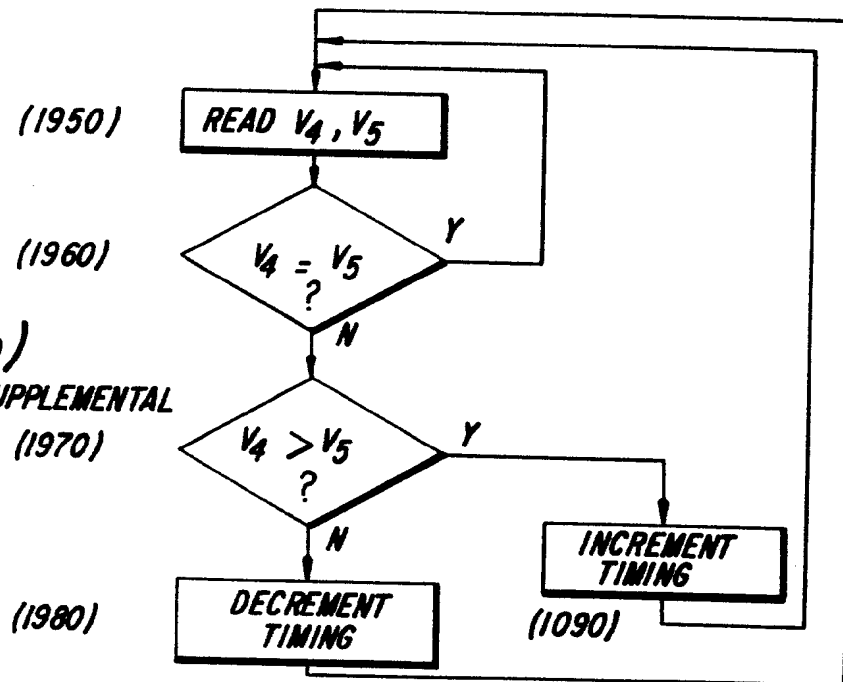 (1950)
READ V4, V5
(1960)
V4 = V5
?
Y
N
)
UPPLEMENTAL
(1970)
V4 > V5
?
Y
N
INCREMENT
TIMING
(1090)
(1980)
DECREMENT
TIMING